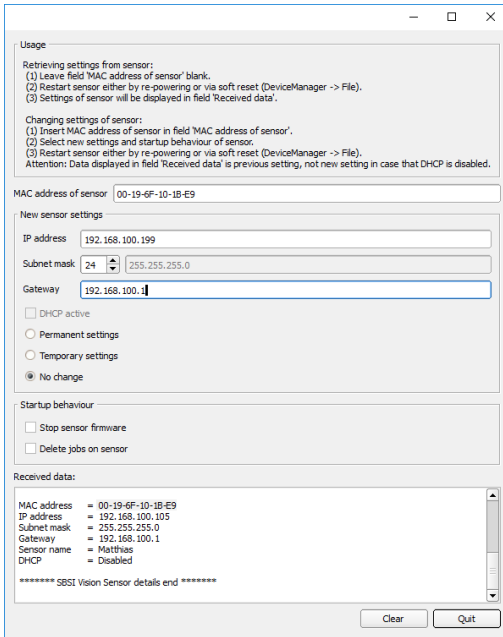 Usage
Retrieving settings from sensor:
(1) Leave field 'MAC address of sensor' blank.
(2) Restart sensor either by re-powering or via soft reset (DeviceManager -> File).
(3) Settings of sensor will be displayed in field 'Received data'.
Changing settings of sensor:
(1) Insert MAC address of sensor in field 'MAC address of sensor'.
(2) Select new settings and startup behaviour of sensor.
(3) Restart sensor either by re-powering or via soft reset (DeviceManager -> File).
Attention: Data displayed in field 'Received data' is previous setting, not new setting in case that DHCP is disabled.
MAC address of sensor 00-19-6F-10-1B-E9
New sensor settings
IP address 192.168.100.199
Subnet mask 24 255.255.255.0
Gateway 192.168.100.1
DHCP active
Permanent settings
Temporary settings
No change
Startup behaviour
Stop sensor firmware
Delete jobs on sensor
Received data:
MAC address = 00-19-6F-10-1B-E9
IP address = 192.168.100.105
Subnet mask = 255.255.255.0
Gateway = 192.168.100.1
Sensor name = Matthias
DHCP = Disabled
******* SBSI Vision Sensor details end *******
Clear Quit